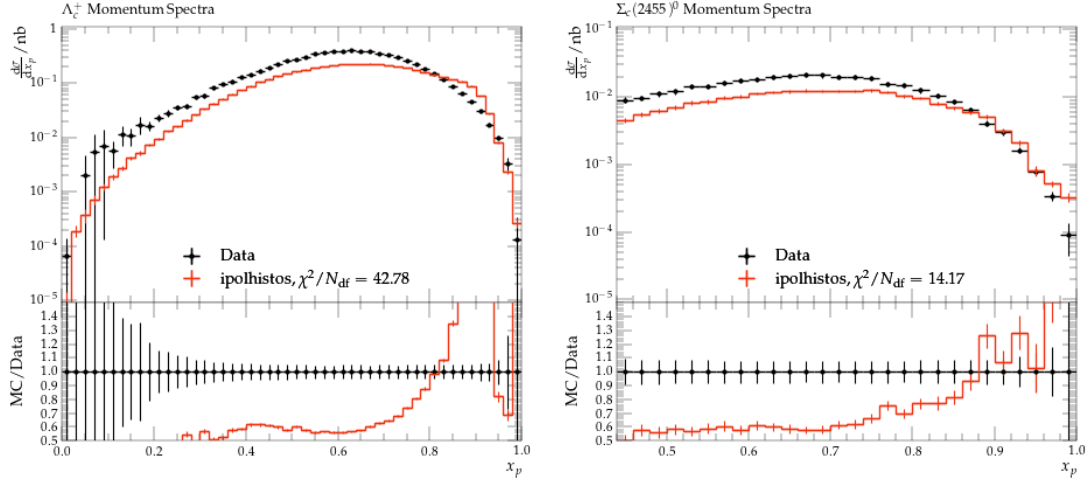 Λc+ Momentum Spectra
dσ/dxp / nb
1
10−1
10−2
10−3
10−4
10−5
Data
ipolhistos, χ2/Ndf = 42.78
MC/Data
1.4
1.3
1.2
1.1
1.0
0.9
0.8
0.7
0.6
0.5
0.0 0.2 0.4 0.6 0.8 1.0
xp
Σc(2455)0 Momentum Spectra
dσ/dxp / nb
10−1
10−2
10−3
10−4
10−5
Data
ipolhistos, χ2/Ndf = 14.17
MC/Data
1.4
1.3
1.2
1.1
1.0
0.9
0.8
0.7
0.6
0.5
0.5 0.6 0.7 0.8 0.9 1.0
xp